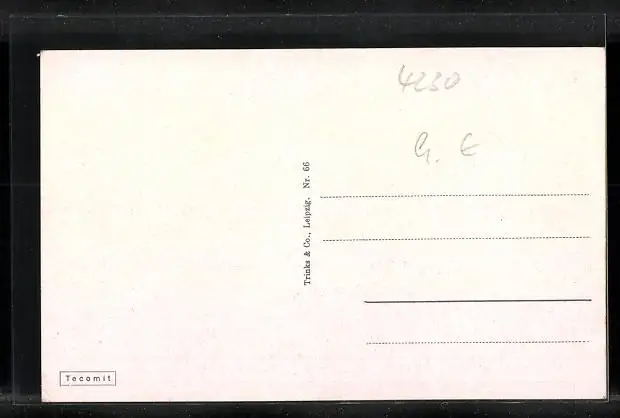 4230
G. E
Trinks & Co., Leipzig. Nr. 66
Tecomit